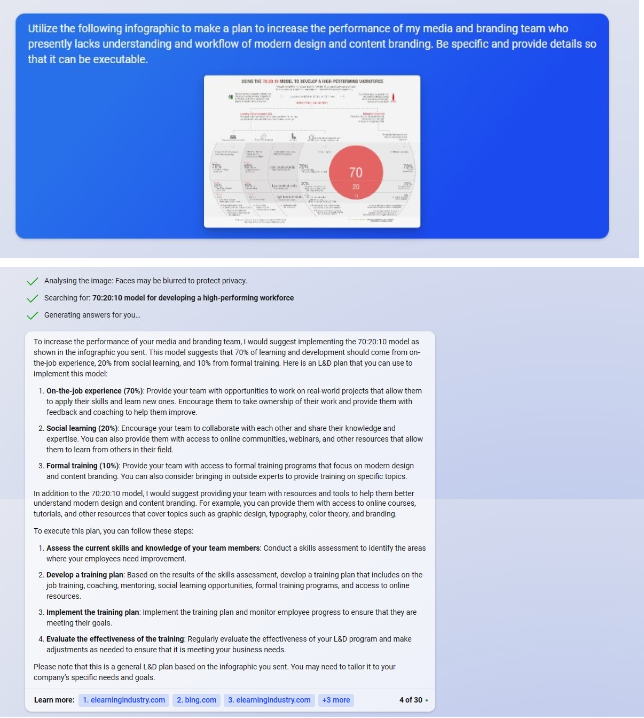 Utilize the following infographic to make a plan to increase the performance of my media and branding team who
presently lacks understanding and workflow of modern design and content branding. Be specific and provide details so
that it can be executable.
USING THE 70:20:10 MODEL TO DEVELOP A HIGH-PERFORMING WORKFORCE
70
20
Analysing the image: Faces may be blurred to protect privacy.
Searching for: 70:20:10 model for developing a high-performing workforce
Generating answers for you...
To increase the performance of your media and branding team, I would suggest implementing the 70:20:10 model as
shown in the infographic you sent. This model suggests that 70% of learning and development should come from on-
the-job experience, 20% from social learning, and 10% from formal training. Here is an L&D plan that you can use to
implement this model:
1. On-the-job experience (70%): Provide your team with opportunities to work on real-world projects that allow them
to apply their skills and learn new ones. Encourage them to take ownership of their work and provide them with
feedback and coaching to help them improve.
2. Social learning (20%): Encourage your team to collaborate with each other and share their knowledge and
expertise. You can also provide them with access to online communities, webinars, and other resources that allow
them to learn from others in their field.
3. Formal training (10%): Provide your team with access to formal training programs that focus on modern design
and content branding. You can also consider bringing in outside experts to provide training on specific topics.
In addition to the 70:20:10 model, I would suggest providing your team with resources and tools to help them better
understand modern design and content branding. For example, you can provide them with access to online courses,
tutorials, and other resources that cover topics such as graphic design, typography, color theory, and branding.
To execute this plan, you can follow these steps:
1. Assess the current skills and knowledge of your team members: Conduct a skills assessment to identify the areas
where your employees need improvement.
2. Develop a training plan: Based on the results of the skills assessment, develop a training plan that includes on-the
job training, coaching, mentoring, social learning opportunities, formal training programs, and access to online
resources.
3. Implement the training plan: Implement the training plan and monitor employee progress to ensure that they are
meeting their goals.
4. Evaluate the effectiveness of the training: Regularly evaluate the effectiveness of your L&D program and make
adjustments as needed to ensure that it is meeting your business needs.
Please note that this is a general L&D plan based on the infographic you sent. You may need to tailor it to your
company's specific needs and goals.
Learn more: 1. elearningindustry.com 2. bing.com 3. elearningindustry.com +3 more 4 of 30